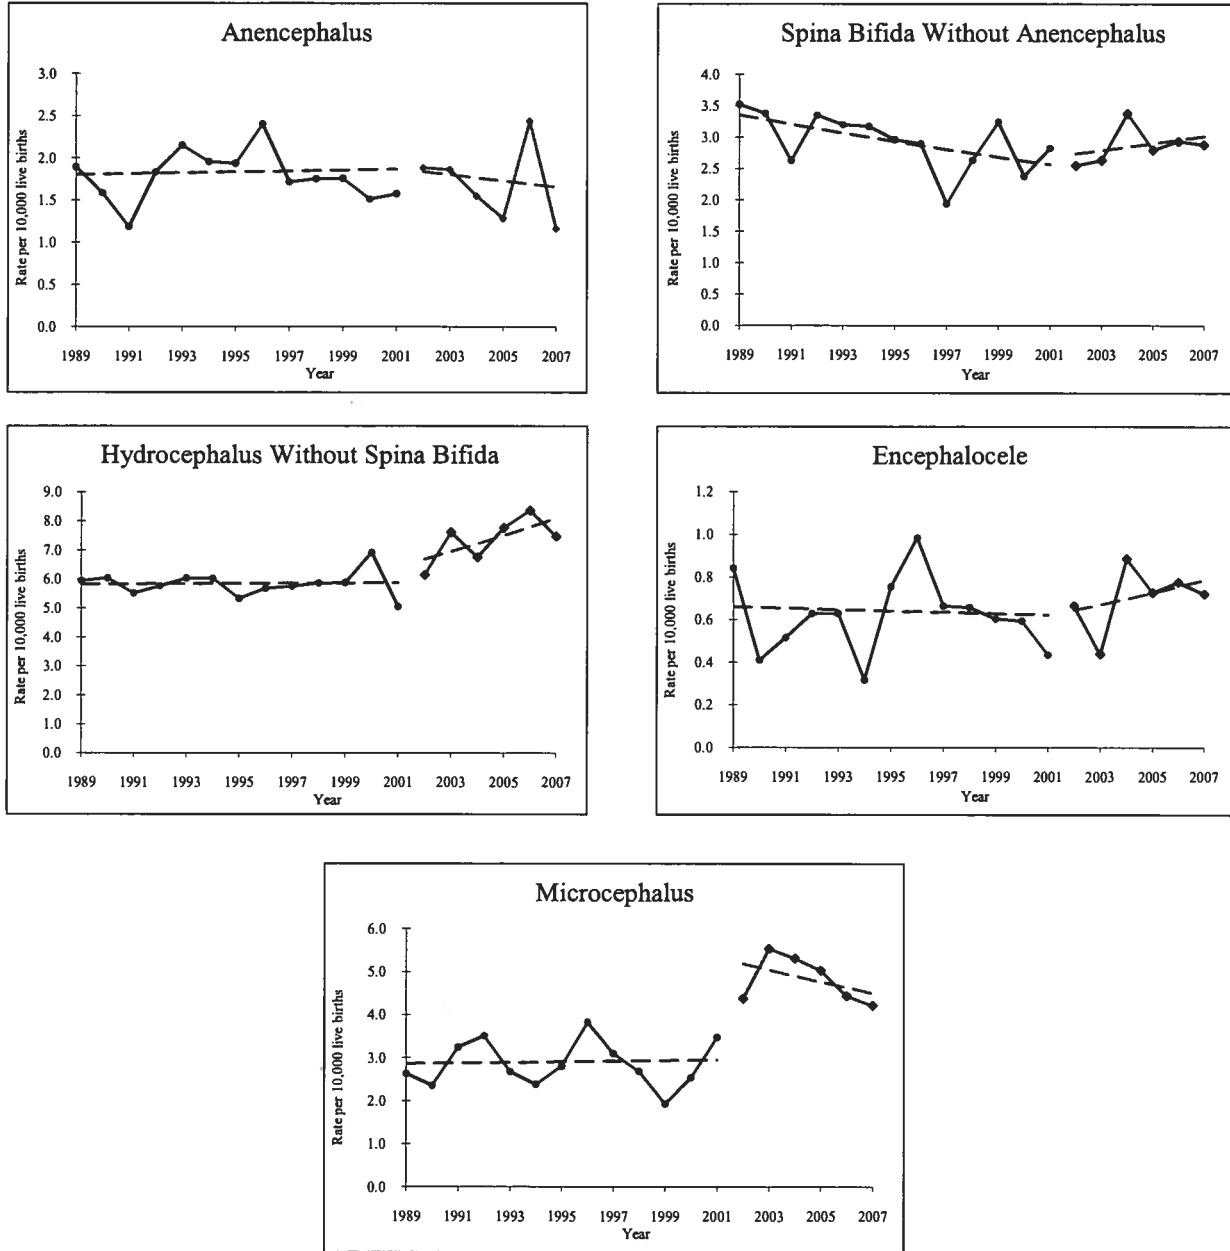 Anencephalus
Rate per 10,000 live births
3.0
2.5
2.0
1.5
1.0
0.5
0.0
1989 1991 1993 1995 1997 1999 2001 2003 2005 2007
Year
Spina Bifida Without Anencephalus
Rate per 10,000 live births
4.0
3.5
3.0
2.5
2.0
1.5
1.0
0.5
0.0
1989 1991 1993 1995 1997 1999 2001 2003 2005 2007
Year
Hydrocephalus Without Spina Bifida
Rate per 10,000 live births
9.0
8.0
7.0
6.0
5.0
4.0
3.0
2.0
1.0
0.0
1989 1991 1993 1995 1997 1999 2001 2003 2005 2007
Year
Encephalocele
Rate per 10,000 live births
1.2
1.0
0.8
0.6
0.4
0.2
0.0
1989 1991 1993 1995 1997 1999 2001 2003 2005 2007
Year
Microcephalus
Rate per 10,000 live births
6.0
5.0
4.0
3.0
2.0
1.0
0.0
1989 1991 1993 1995 1997 1999 2001 2003 2005 2007
Year